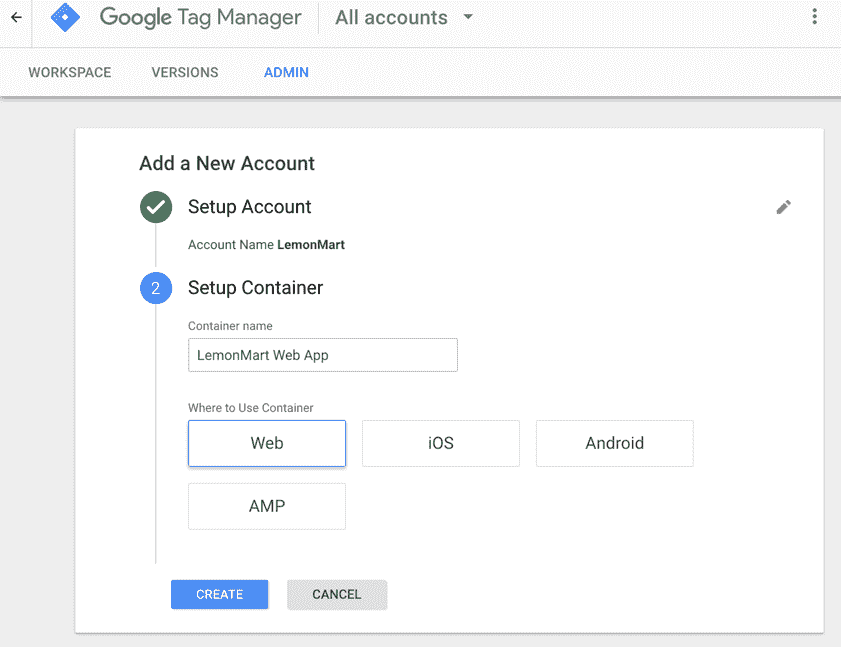 Google Tag Manager All accounts
WORKSPACE VERSIONS ADMIN
Add a New Account
Setup Account
Account Name LemonMart
2 Setup Container
Container name
LemonMart Web App
Where to Use Container
Web iOS Android
AMP
CREATE CANCEL